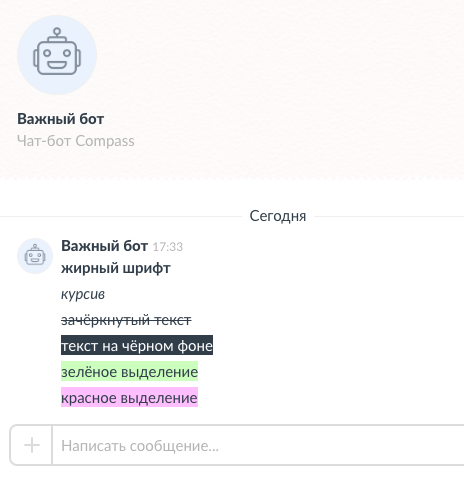 Важный бот
Чат-бот Compass
Сегодня
Важный бот 17:33
жирный шрифт
курсив
зачёркнутый текст
текст на чёрном фоне
зелёное выделение
красное выделение
Написать сообщение...